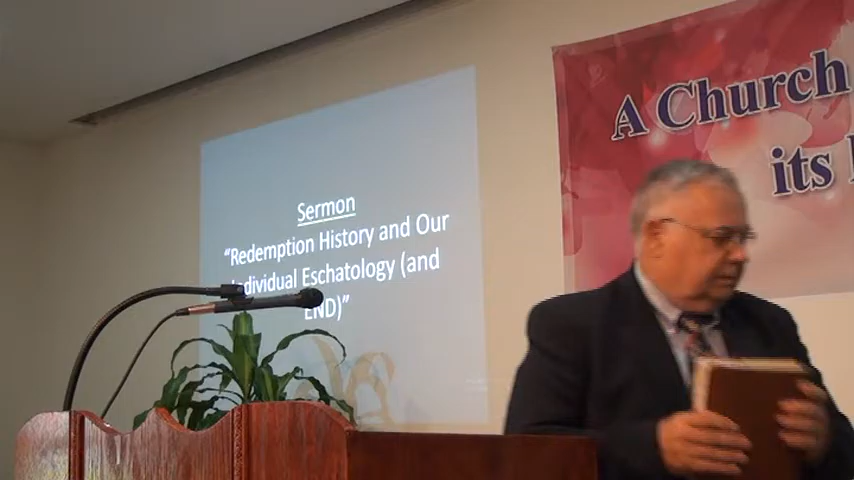 Sermon
“Redemption History and Our
Individual Eschatology (and
END)”
A Church
its